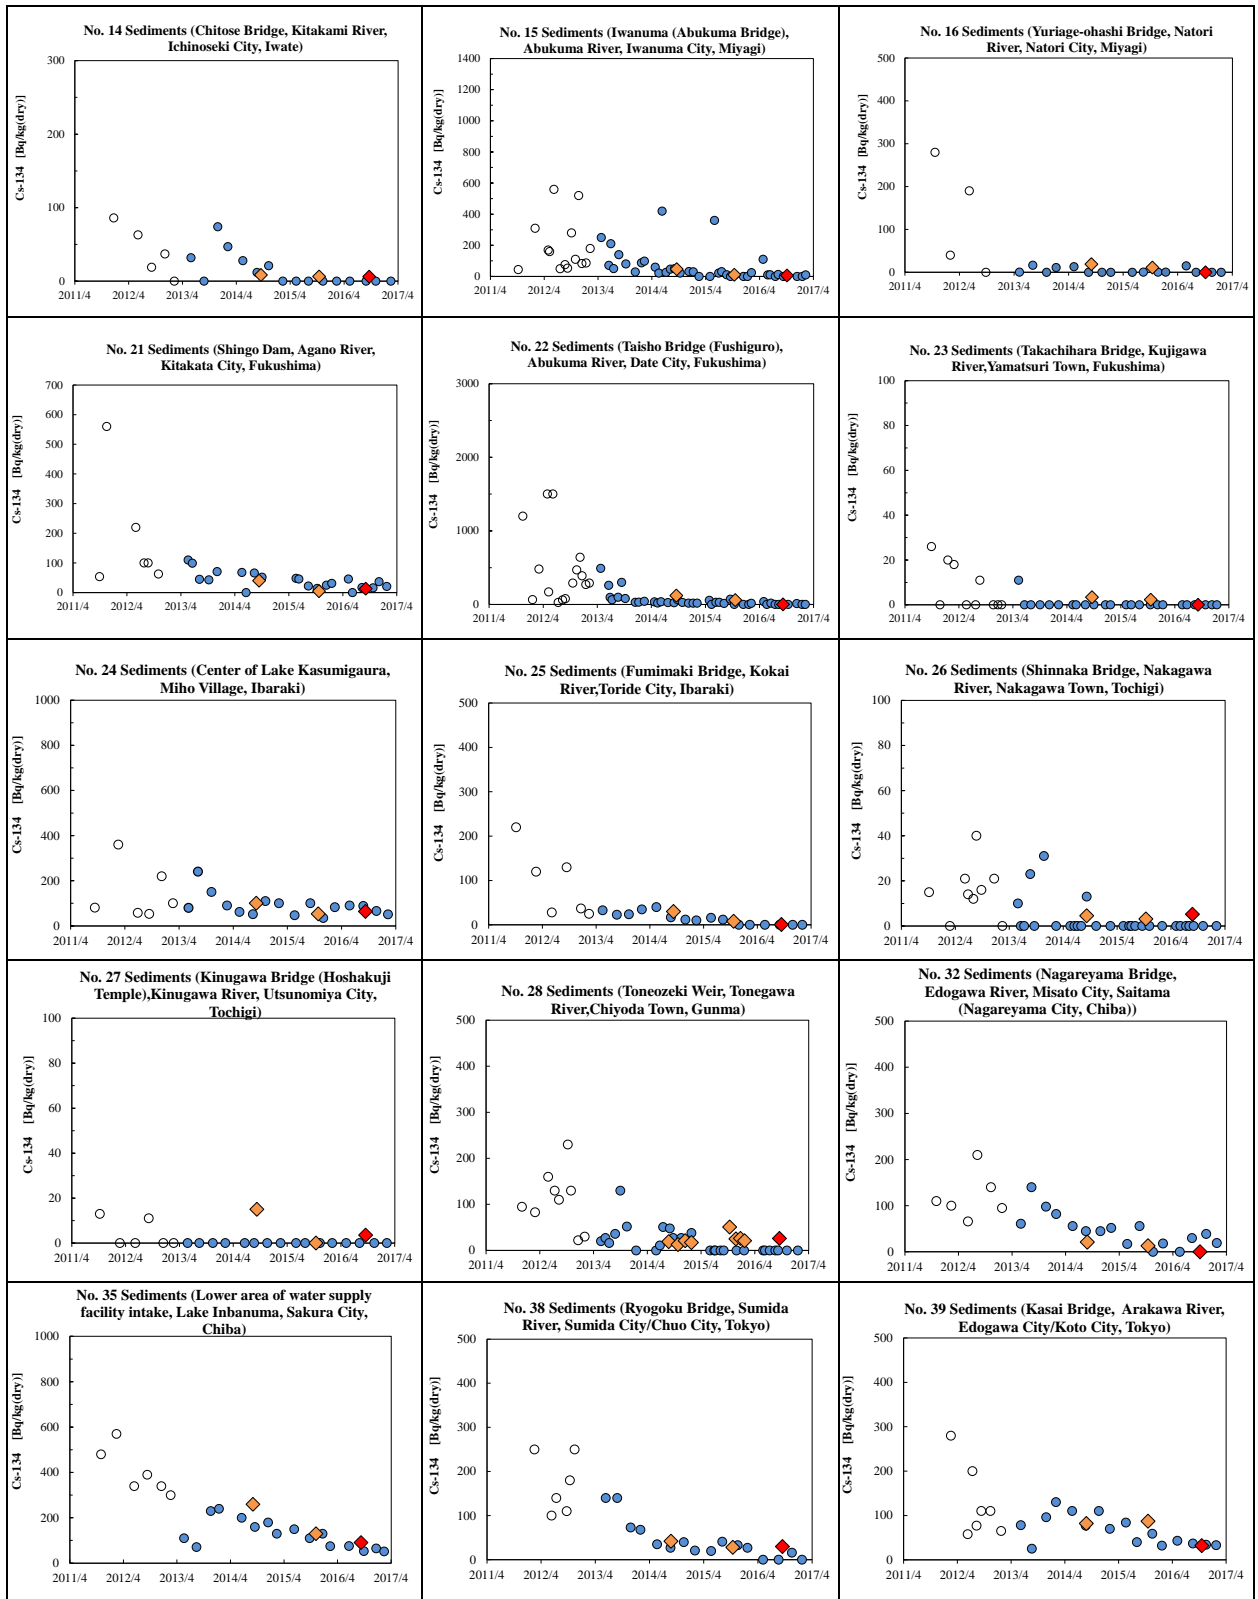 No. 14 Sediments (Chitose Bridge, Kitakami River,
Ichinoseki City, Iwate)
Cs-134 [Bq/kg(dry)]
300
200
100
0
2011/4 2012/4 2013/4 2014/4 2015/4 2016/4 2017/4
No. 15 Sediments (Iwanuma (Abukuma Bridge),
Abukuma River, Iwanuma City, Miyagi)
Cs-134 [Bq/kg(dry)]
1400
1200
1000
800
600
400
200
0
2011/4 2012/4 2013/4 2014/4 2015/4 2016/4 2017/4
No. 16 Sediments (Yuriage-ohashi Bridge, Natori
River, Natori City, Miyagi)
Cs-134 [Bq/kg(dry)]
500
400
300
200
100
0
2011/4 2012/4 2013/4 2014/4 2015/4 2016/4 2017/4
No. 21 Sediments (Shingo Dam, Agano River,
Kitakata City, Fukushima)
Cs-134 [Bq/kg(dry)]
700
600
500
400
300
200
100
0
2011/4 2012/4 2013/4 2014/4 2015/4 2016/4 2017/4
No. 22 Sediments (Taisho Bridge (Fushiguro),
Abukuma River, Date City, Fukushima)
Cs-134 [Bq/kg(dry)]
3000
2000
1000
0
2011/4 2012/4 2013/4 2014/4 2015/4 2016/4 2017/4
No. 23 Sediments (Takachihara Bridge, Kujigawa
River,Yamatsuri Town, Fukushima)
Cs-134 [Bq/kg(dry)]
100
80
60
40
20
0
2011/4 2012/4 2013/4 2014/4 2015/4 2016/4 2017/4
No. 24 Sediments (Center of Lake Kasumigaura,
Miho Village, Ibaraki)
Cs-134 [Bq/kg(dry)]
1000
800
600
400
200
0
2011/4 2012/4 2013/4 2014/4 2015/4 2016/4 2017/4
No. 25 Sediments (Fumimaki Bridge, Kokai
River,Toride City, Ibaraki)
Cs-134 [Bq/kg(dry)]
500
400
300
200
100
0
2011/4 2012/4 2013/4 2014/4 2015/4 2016/4 2017/4
No. 26 Sediments (Shinnaka Bridge, Nakagawa
River, Nakagawa Town, Tochigi)
Cs-134 [Bq/kg(dry)]
100
80
60
40
20
0
2011/4 2012/4 2013/4 2014/4 2015/4 2016/4 2017/4
No. 27 Sediments (Kinugawa Bridge (Hoshakuji
Temple),Kinugawa River, Utsunomiya City,
Tochigi)
Cs-134 [Bq/kg(dry)]
100
80
60
40
20
0
2011/4 2012/4 2013/4 2014/4 2015/4 2016/4 2017/4
No. 28 Sediments (Toneozeki Weir, Tonegawa
River,Chiyoda Town, Gunma)
Cs-134 [Bq/kg(dry)]
500
400
300
200
100
0
2011/4 2012/4 2013/4 2014/4 2015/4 2016/4 2017/4
No. 32 Sediments (Nagareyama Bridge,
Edogawa River, Misato City, Saitama
(Nagareyama City, Chiba))
Cs-134 [Bq/kg(dry)]
500
400
300
200
100
0
2011/4 2012/4 2013/4 2014/4 2015/4 2016/4 2017/4
No. 35 Sediments (Lower area of water supply
facility intake, Lake Inbanuma, Sakura City,
Chiba)
Cs-134 [Bq/kg(dry)]
1000
800
600
400
200
0
2011/4 2012/4 2013/4 2014/4 2015/4 2016/4 2017/4
No. 38 Sediments (Ryogoku Bridge, Sumida
River, Sumida City/Chuo City, Tokyo)
Cs-134 [Bq/kg(dry)]
500
400
300
200
100
0
2011/4 2012/4 2013/4 2014/4 2015/4 2016/4 2017/4
No. 39 Sediments (Kasai Bridge, Arakawa River,
Edogawa City/Koto City, Tokyo)
Cs-134 [Bq/kg(dry)]
500
400
300
200
100
0
2011/4 2012/4 2013/4 2014/4 2015/4 2016/4 2017/4